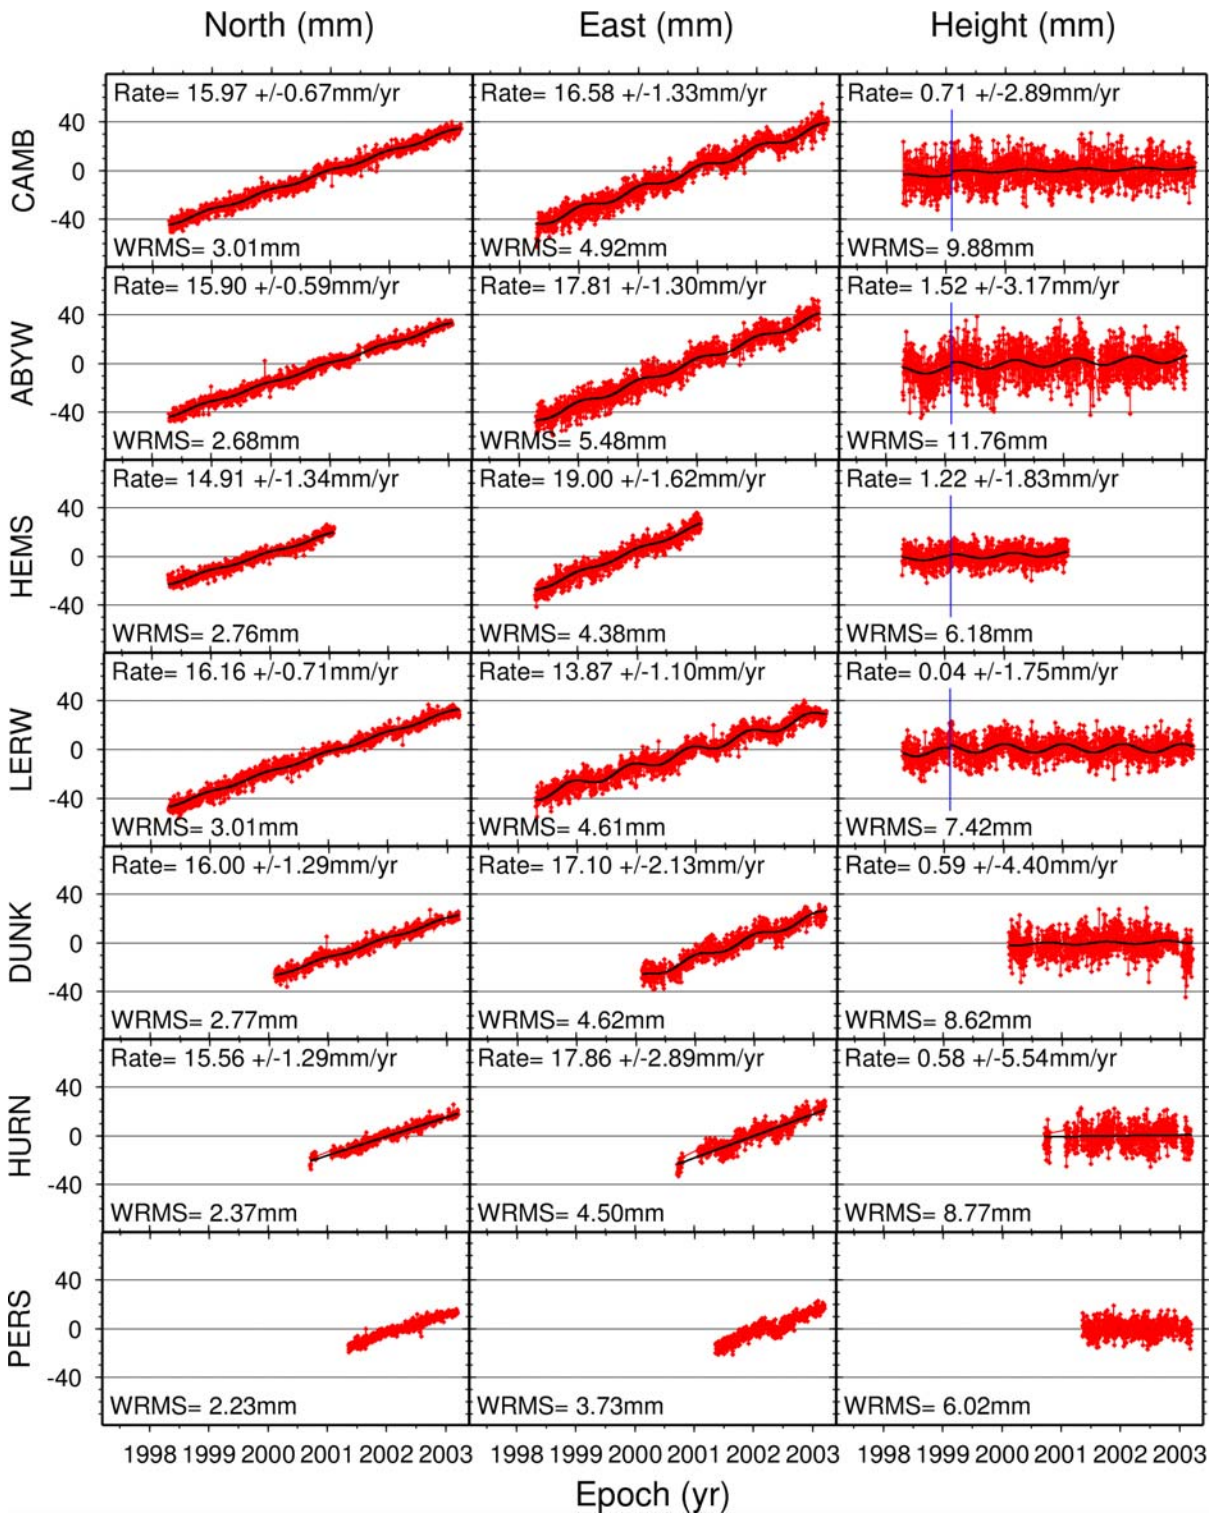 North (mm) East (mm) Height (mm)
CAMB
Rate= 15.97 +/-0.67mm/yr Rate= 16.58 +/-1.33mm/yr Rate= 0.71 +/-2.89mm/yr
40
0
-40
WRMS= 3.01mm WRMS= 4.92mm WRMS= 9.88mm
ABYW
Rate= 15.90 +/-0.59mm/yr Rate= 17.81 +/-1.30mm/yr Rate= 1.52 +/-3.17mm/yr
40
0
-40
WRMS= 2.68mm WRMS= 5.48mm WRMS= 11.76mm
HEMS
Rate= 14.91 +/-1.34mm/yr Rate= 19.00 +/-1.62mm/yr Rate= 1.22 +/-1.83mm/yr
40
0
-40
WRMS= 2.76mm WRMS= 4.38mm WRMS= 6.18mm
LERW
Rate= 16.16 +/-0.71mm/yr Rate= 13.87 +/-1.10mm/yr Rate= 0.04 +/-1.75mm/yr
40
0
-40
WRMS= 3.01mm WRMS= 4.61mm WRMS= 7.42mm
DUNK
Rate= 16.00 +/-1.29mm/yr Rate= 17.10 +/-2.13mm/yr Rate= 0.59 +/-4.40mm/yr
40
0
-40
WRMS= 2.77mm WRMS= 4.62mm WRMS= 8.62mm
HURN
Rate= 15.56 +/-1.29mm/yr Rate= 17.86 +/-2.89mm/yr Rate= 0.58 +/-5.54mm/yr
40
0
-40
WRMS= 2.37mm WRMS= 4.50mm WRMS= 8.77mm
PERS
40
0
-40
WRMS= 2.23mm WRMS= 3.73mm WRMS= 6.02mm
1998 1999 2000 2001 2002 2003 1998 1999 2000 2001 2002 2003 1998 1999 2000 2001 2002 2003
Epoch (yr)